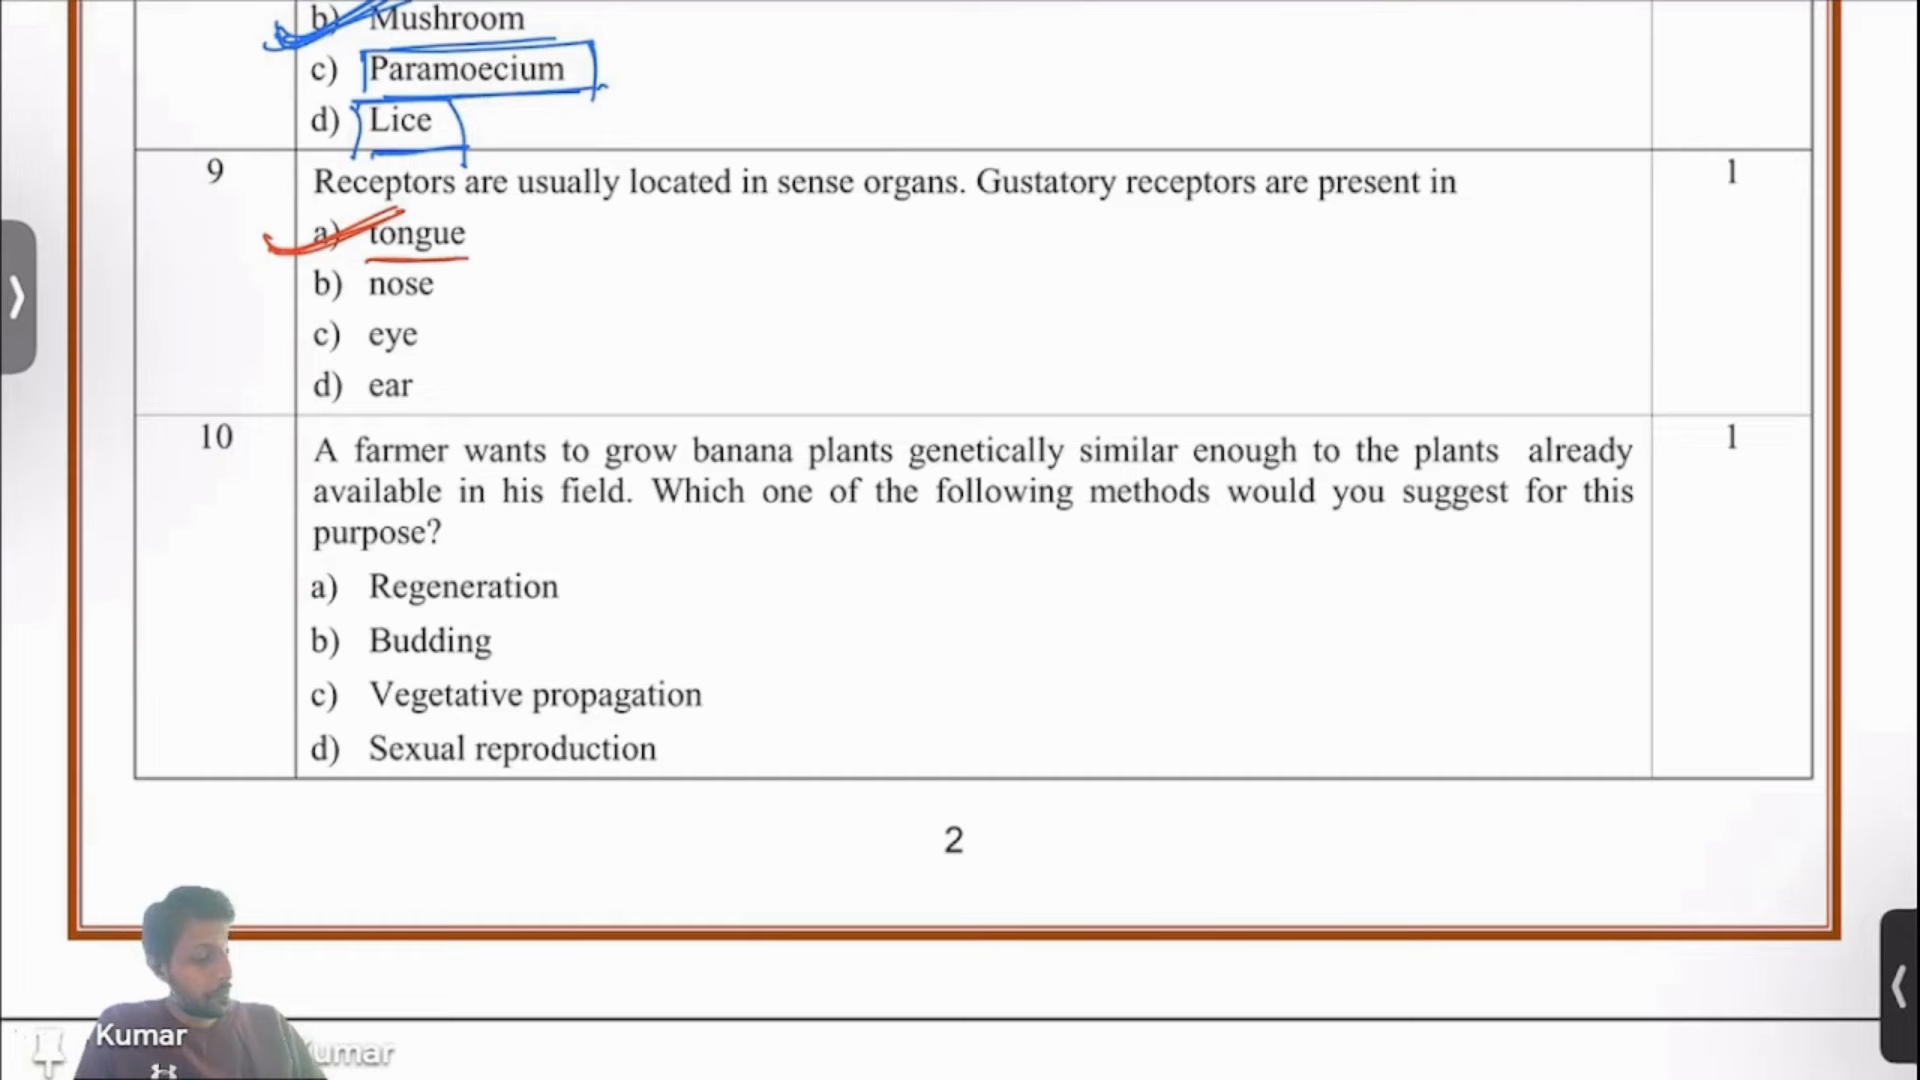 b) Mushroom
c) Paramoecium
d) Lice
9 Receptors are usually located in sense organs. Gustatory receptors are present in 1
a) tongue
b) nose
c) eye
d) ear
10 A farmer wants to grow banana plants genetically similar enough to the plants already 1
available in his field. Which one of the following methods would you suggest for this
purpose?
a) Regeneration
b) Budding
c) Vegetative propagation
d) Sexual reproduction
2
Kumar
umar